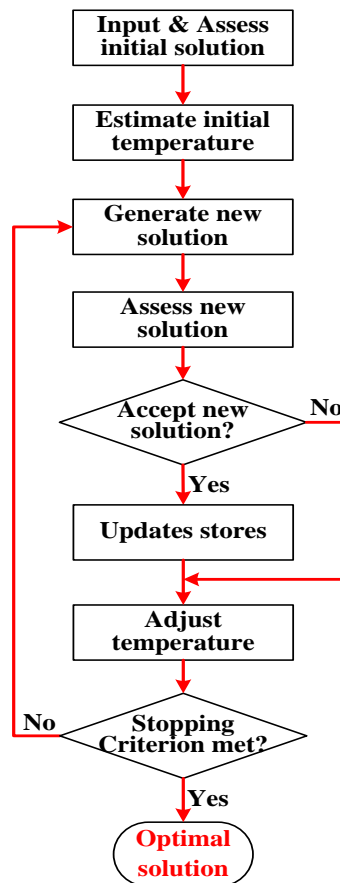 Input & Assess
initial solution
Estimate initial
temperature
Generate new
solution
Assess new
solution
Accept new
solution?
No
Yes
Updates stores
Adjust
temperature
No
Stopping
Criterion met?
Yes
Optimal
solution